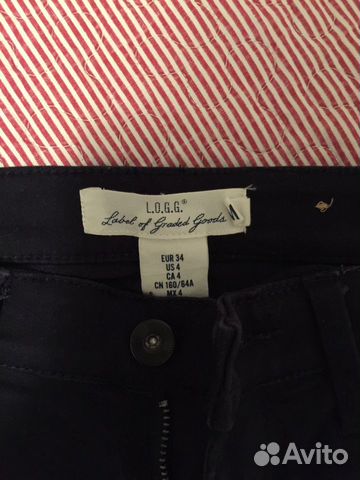 L.O.G.G.®
Label of Graded Goods
EUR 34
US 4
CA 4
CN 160/64A
MX 4
Avito